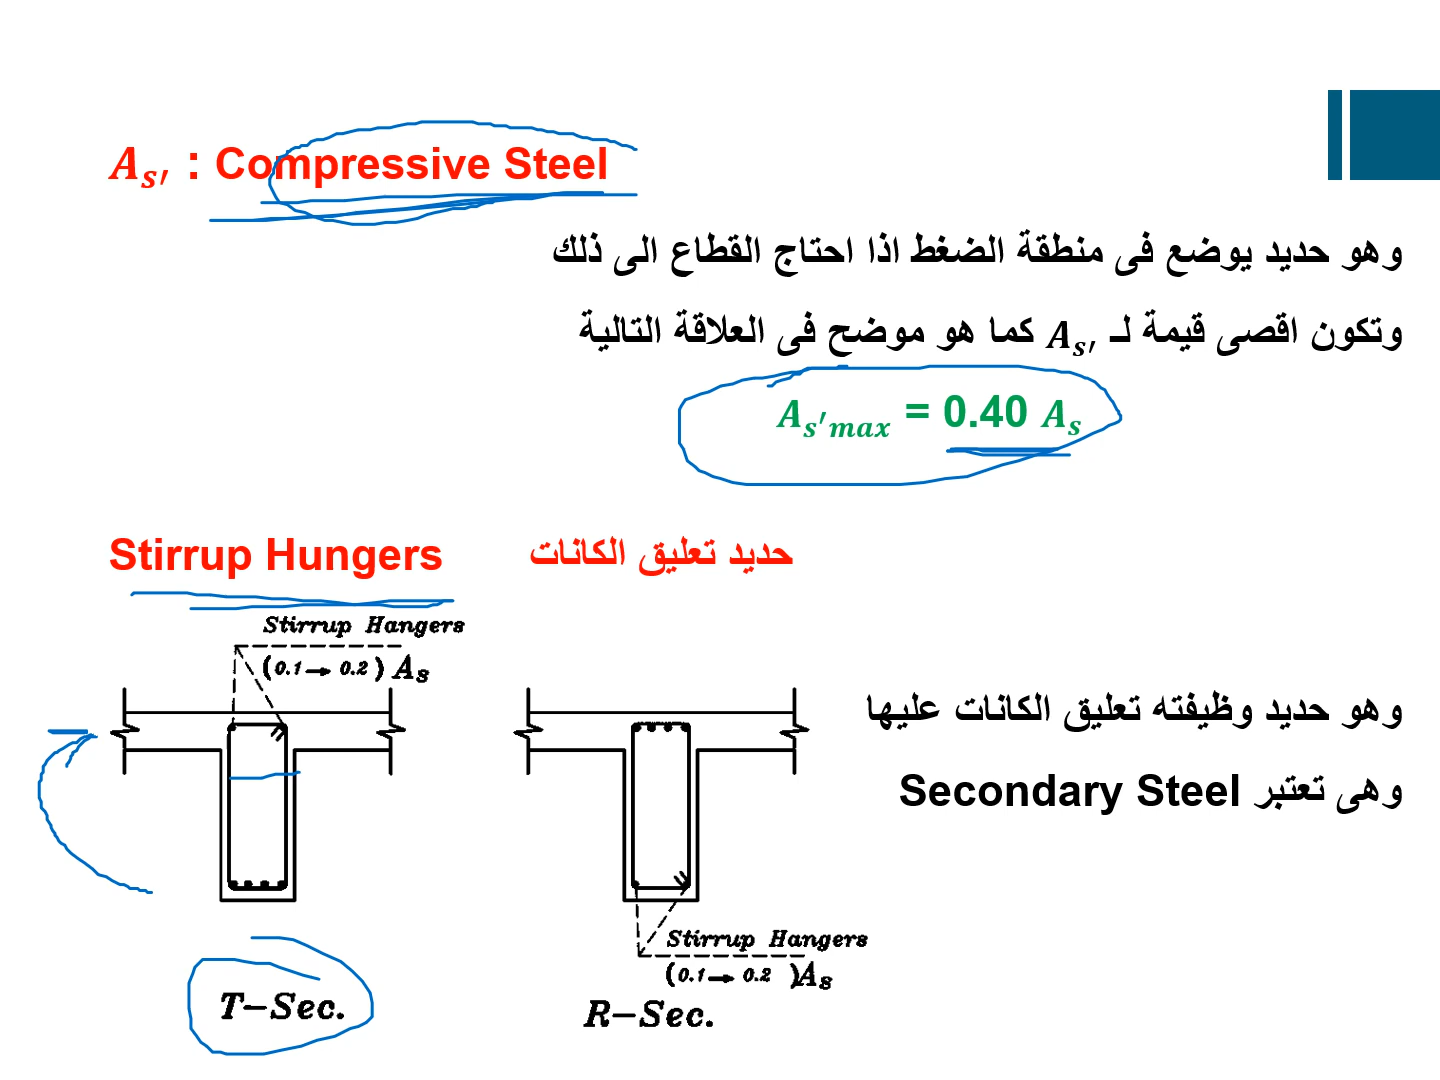 As' : Compressive Steel
وهو حديد يوضع فى منطقة الضغط اذا احتاج القطاع الى ذلك
وتكون اقصى قيمة لـ As' كما هو موضح فى العلاقة التالية
As'max = 0.40 As
Stirrup Hungers حديد تعليق الكانات
Stirrup Hangers
(0.1→ 0.2) As
وهو حديد وظيفته تعليق الكانات عليها
وهى تعتبر Secondary Steel
Stirrup Hangers
(0.1→ 0.2 )As
T-Sec.
R-Sec.